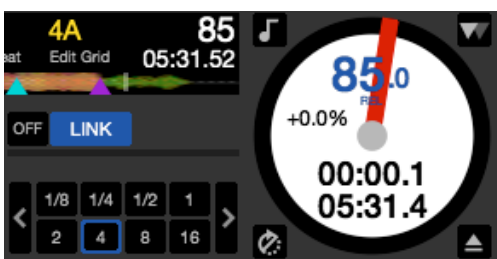 4A 85
eat Edit Grid 05:31.52
OFF LINK
1/8 1/4 1/2 1
2 4 8 16
85.0
REL
+0.0%
00:00.1
05:31.4